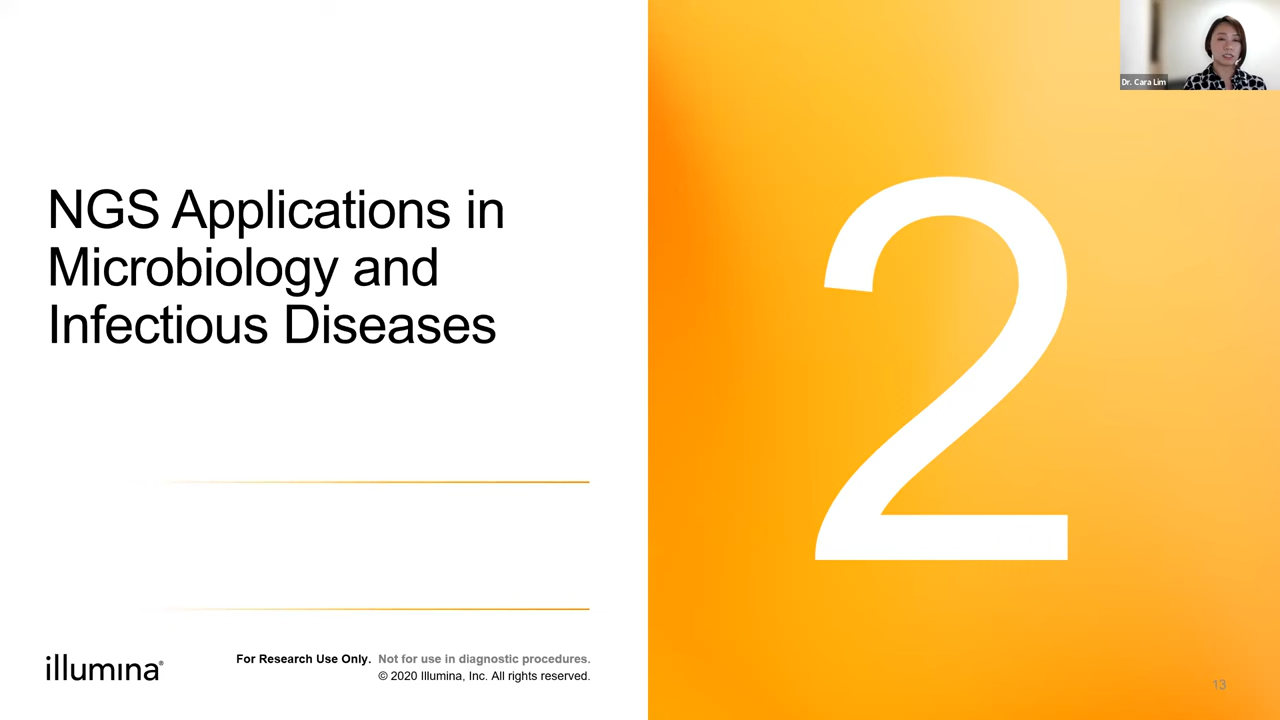 Dr. Cara Lim
NGS Applications in
Microbiology and
Infectious Diseases
2
illumina®
For Research Use Only. Not for use in diagnostic procedures.
© 2020 Illumina, Inc. All rights reserved.
13